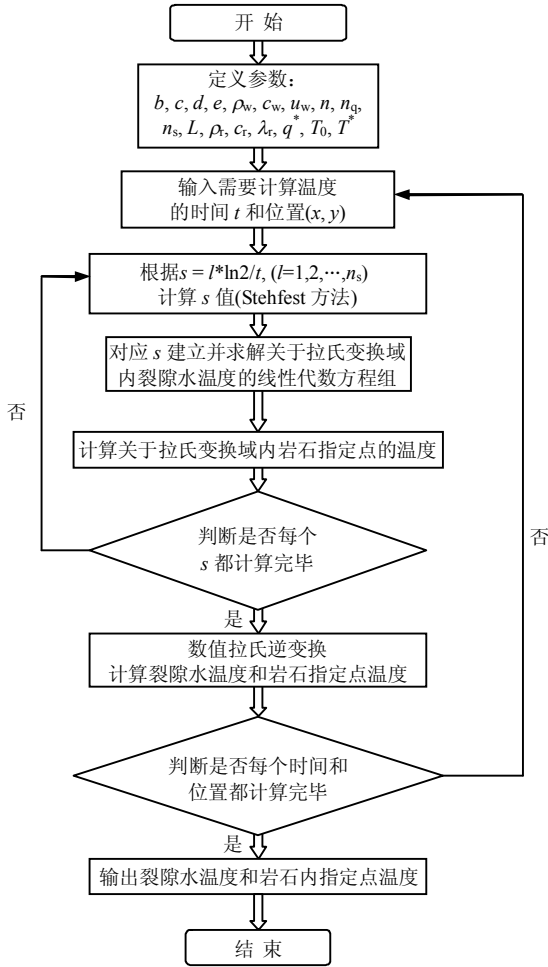 开 始
定义参数：
b, c, d, e, ρw, cw, uw, n, nq,
ns, L, ρr, cr, λr, q*, T0, T*
输入需要计算温度
的时间 t 和位置(x, y)
根据s = l*ln2/t, (l=1,2,⋯,ns)
计算 s 值(Stehfest 方法)
对应 s 建立并求解关于拉氏变换域
内裂隙水温度的线性代数方程组
否
计算关于拉氏变换域内岩石指定点的温度
判断是否每个
s 都计算完毕
否
是
数值拉氏逆变换
计算裂隙水温度和岩石指定点温度
判断是否每个时间和
位置都计算完毕
是
输出裂隙水温度和岩石内指定点温度
结 束